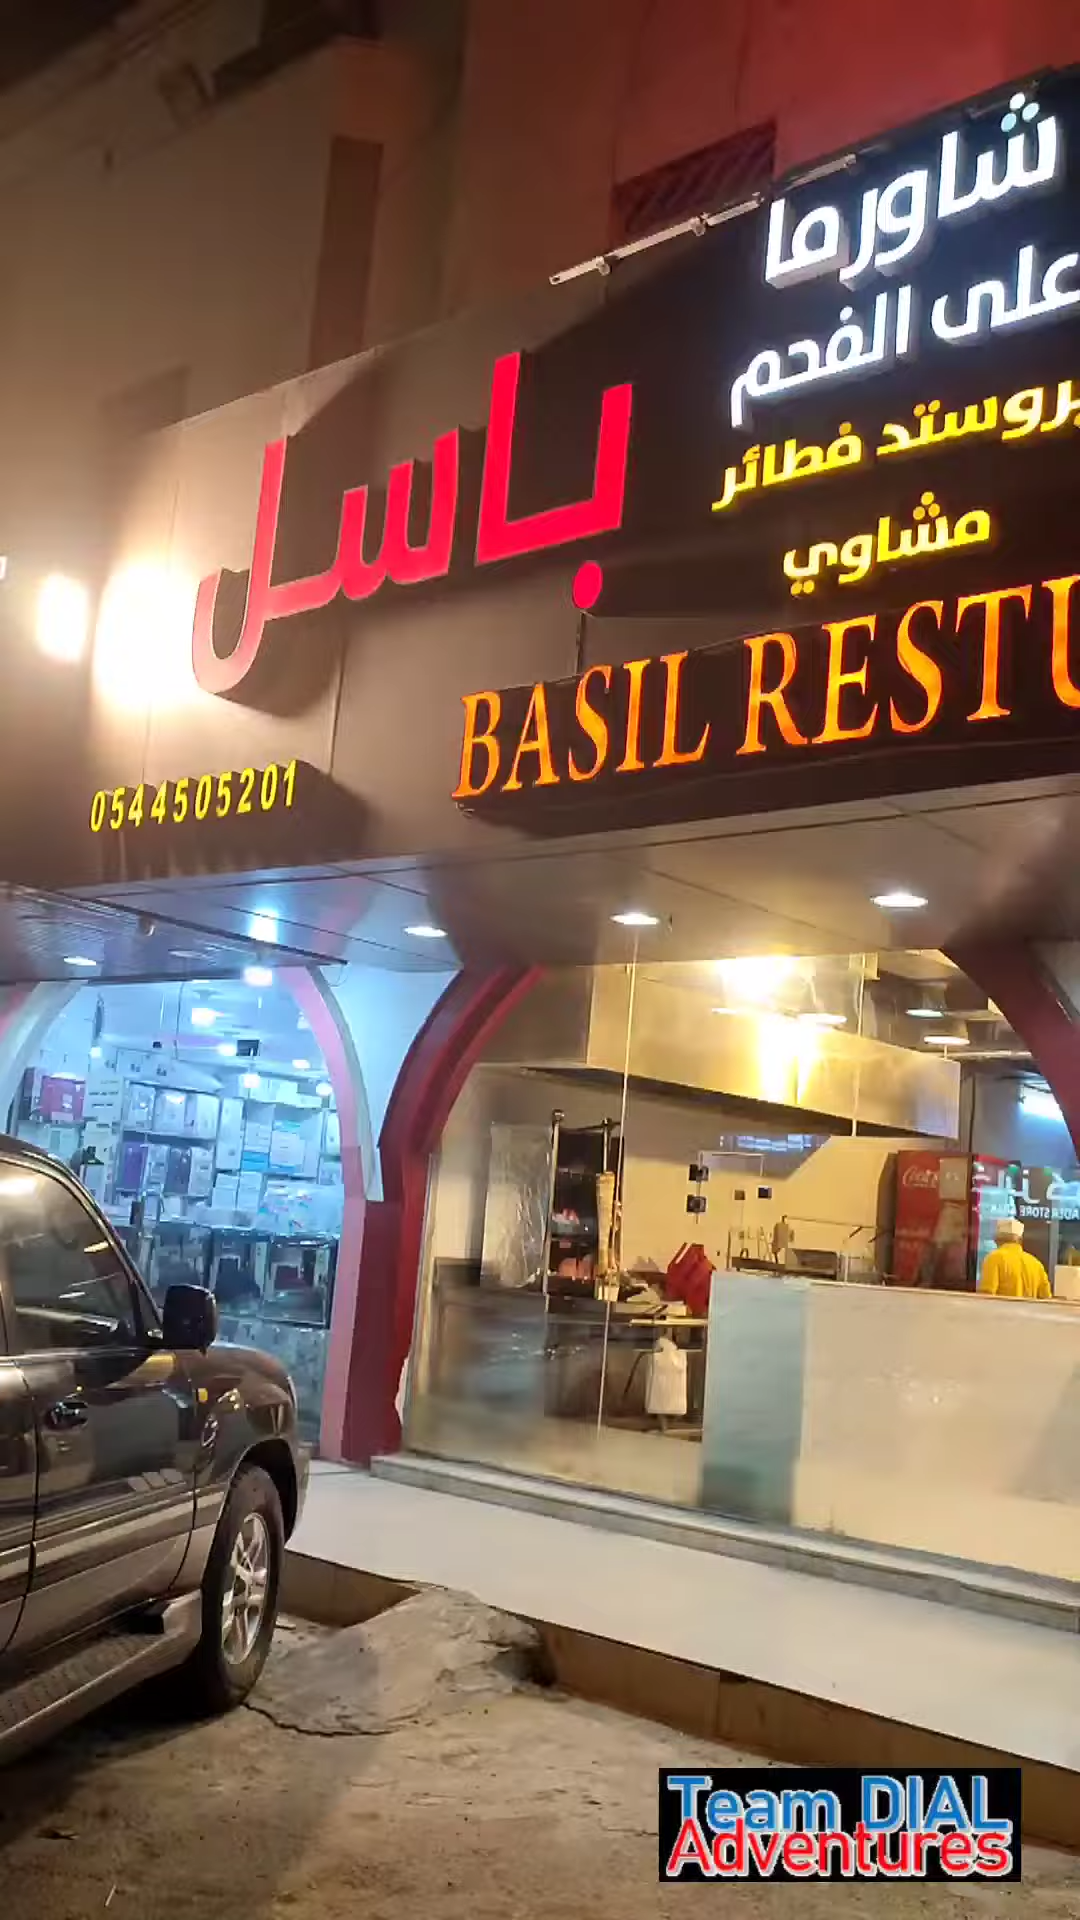 شاورما
على الفحم
بروستد فطائر
مشاوي
باسل
BASIL RESTU
0544505201
Team DIAL
Adventures